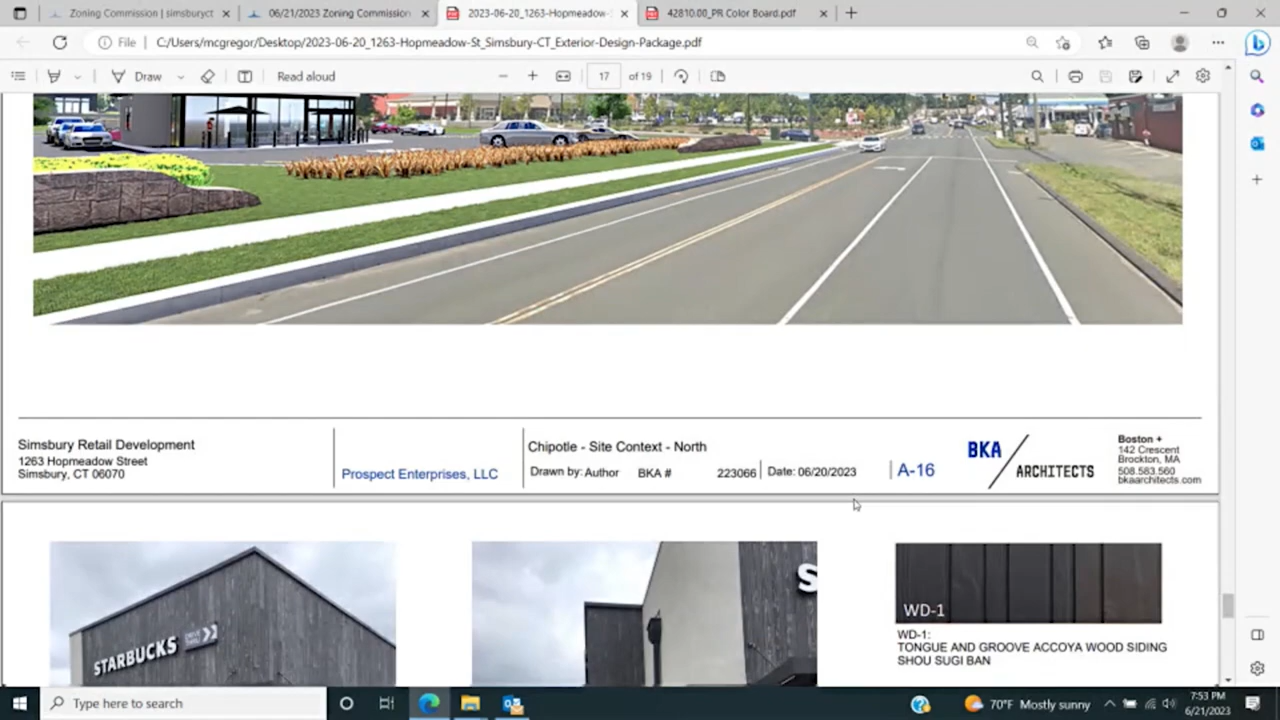 Zoning Commission | simsburyct
06/21/2023 Zoning Commission
2023-06-20_1263-Hopmeadow-
42810.00_PR Color Board.pdf
File
C:/Users/mcgregor/Desktop/2023-06-20_1263-Hopmeadow-St_Simsbury-CT_Exterior-Design-Package.pdf
Draw
Read aloud
17 of 19
Simsbury Retail Development
1263 Hopmeadow Street
Simsbury, CT 06070
Prospect Enterprises, LLC
Chipotle - Site Context - North
Drawn by: Author BKA # 223066 Date: 06/20/2023
A-16
BKA
ARCHITECTS
Boston +
142 Crescent
Brockton, MA
508.583.560
bkaarchitects.com
STARBUCKS
S
WD-1
WD-1:
TONGUE AND GROOVE ACCOYA WOOD SIDING
SHOU SUGI BAN
Type here to search
70°F Mostly sunny
7:53 PM
6/21/2023